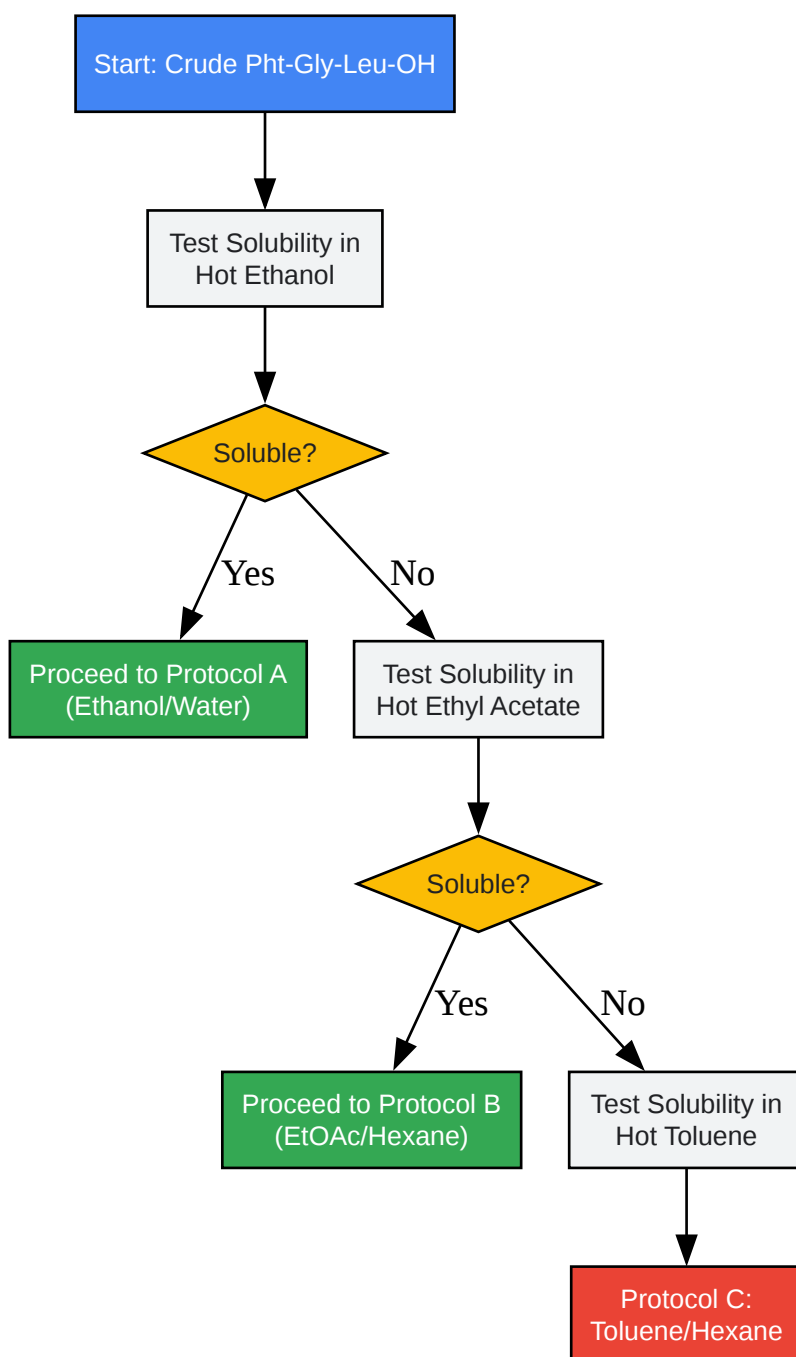 Start: Crude Pht-Gly-Leu-OH
Test Solubility in
Hot Ethanol
Soluble?
Yes
No
Proceed to Protocol A
(Ethanol/Water)
Test Solubility in
Hot Ethyl Acetate
Soluble?
Yes
No
Proceed to Protocol B
(EtOAc/Hexane)
Test Solubility in
Hot Toluene
Protocol C:
Toluene/Hexane